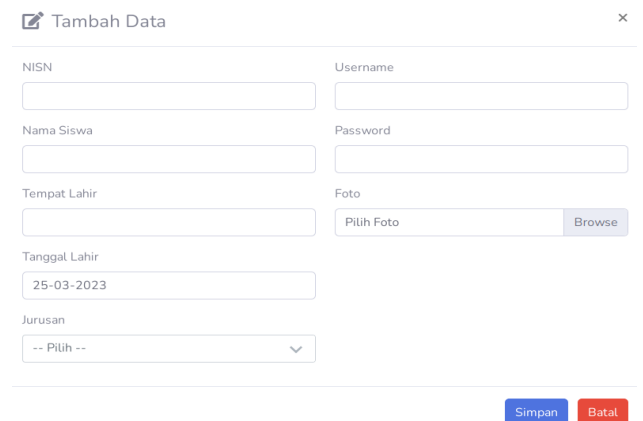 Tambah Data ×
NISN
Username
Nama Siswa
Password
Tempat Lahir
Foto
Pilih Foto Browse
Tanggal Lahir
25-03-2023
Jurusan
-- Pilih --
Simpan Batal